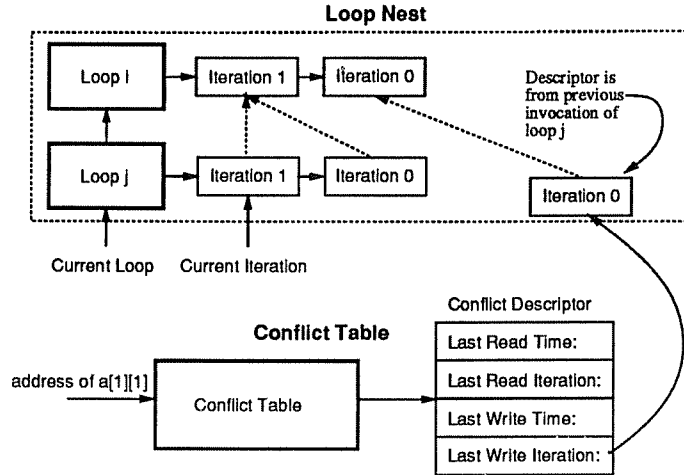 Loop Nest
Loop I
Iteration 1
Iteration 0
Descriptor is
from previous
invocation of
loop j
Loop j
Iteration 1
Iteration 0
Iteration 0
Current Loop
Current Iteration
Conflict Descriptor
Conflict Table
Last Read Time:
address of a[1][1]
Last Read Iteration:
Conflict Table
Last Write Time:
Last Write Iteration: